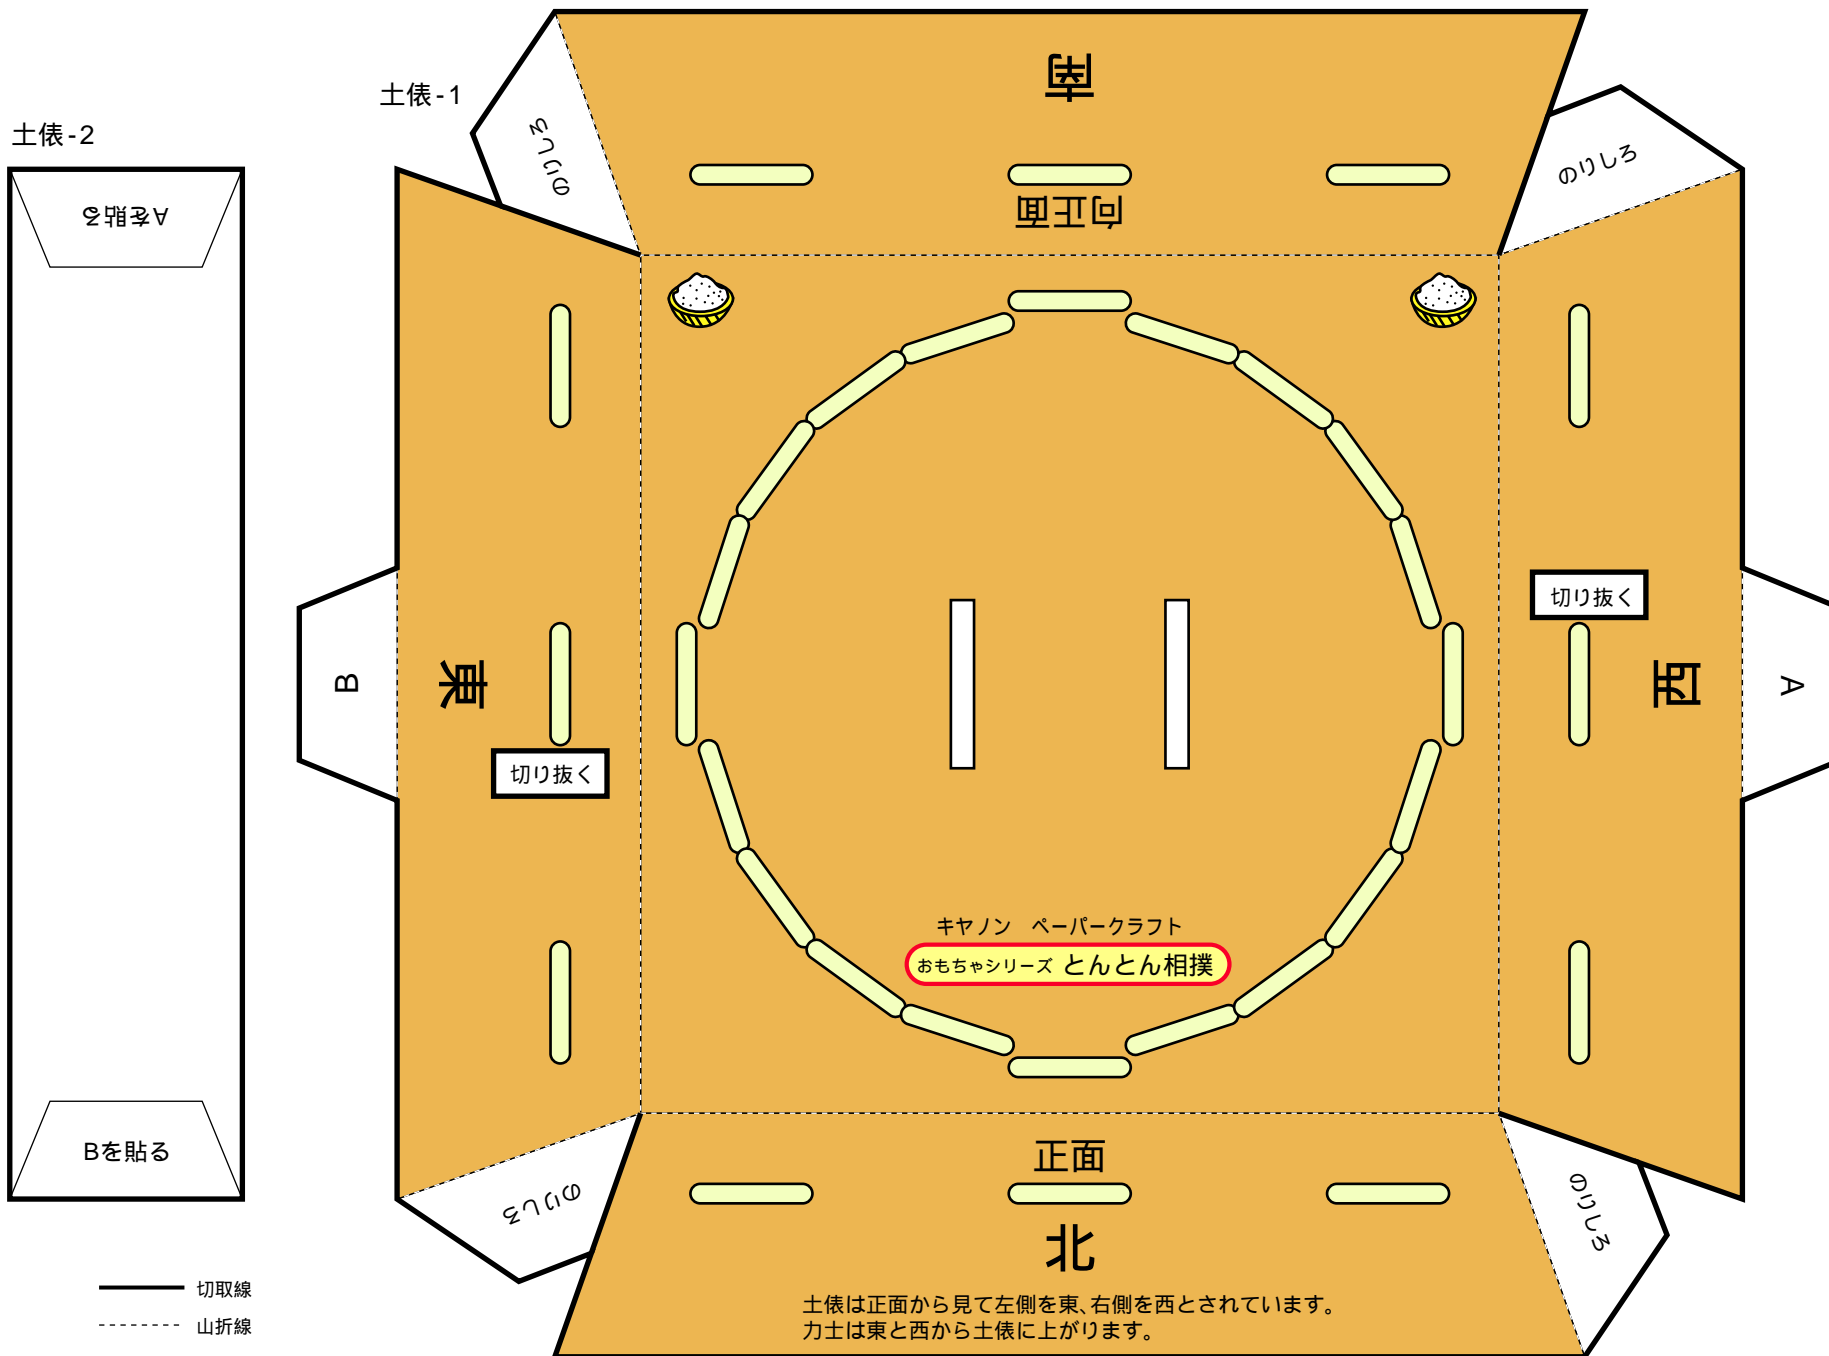 土俵-1
土俵-2
南
向正面
のりしろ
のりしろ
Aを貼る
切り抜く
東
西
B
A
切り抜く
キヤノン ペーパークラフト
おもちゃシリーズ とんとん相撲
正面
北
のりしろ
のりしろ
Bを貼る
土俵は正面から見て左側を東、右側を西とされています。
力士は東と西から土俵に上がります。
切取線
山折線